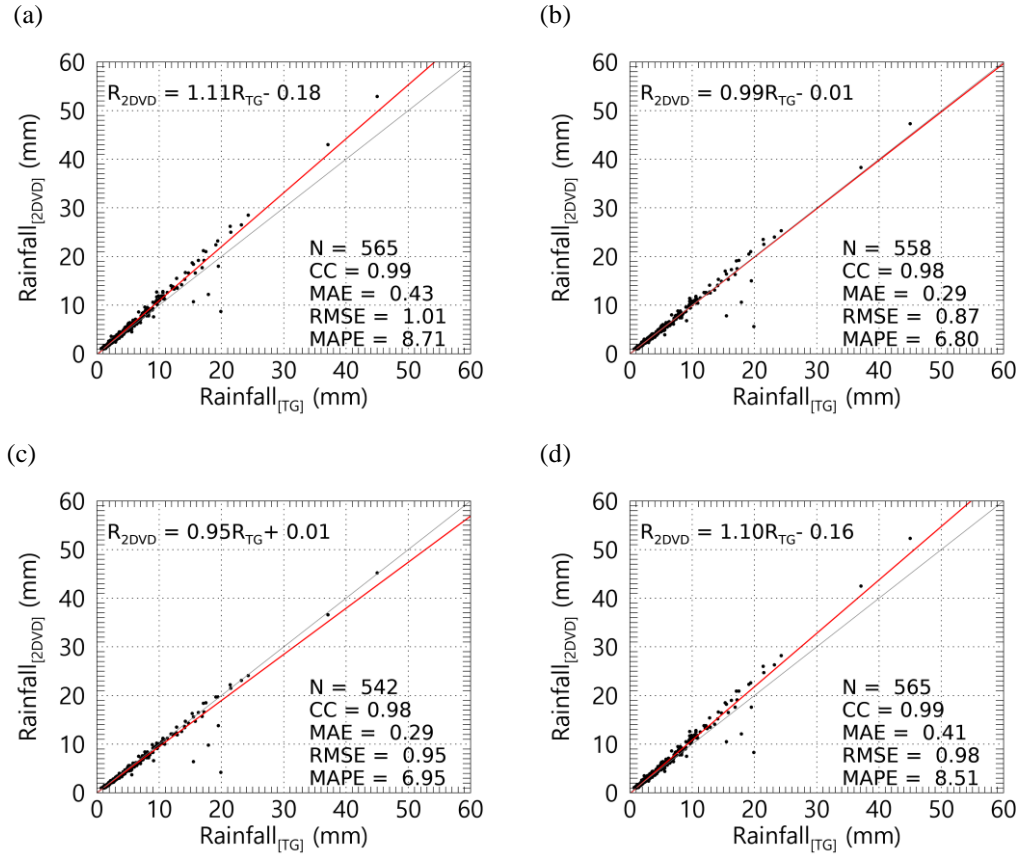 (a)
R2DVD = 1.11RTG- 0.18
60
50
40
30
20
10
0
Rainfall[2DVD] (mm)
N = 565
CC = 0.99
MAE = 0.43
RMSE = 1.01
MAPE = 8.71
0 10 20 30 40 50 60
Rainfall[TG] (mm)
(b)
R2DVD = 0.99RTG- 0.01
60
50
40
30
20
10
0
Rainfall[2DVD] (mm)
N = 558
CC = 0.98
MAE = 0.29
RMSE = 0.87
MAPE = 6.80
0 10 20 30 40 50 60
Rainfall[TG] (mm)
(c)
R2DVD = 0.95RTG+ 0.01
60
50
40
30
20
10
0
Rainfall[2DVD] (mm)
N = 542
CC = 0.98
MAE = 0.29
RMSE = 0.95
MAPE = 6.95
0 10 20 30 40 50 60
Rainfall[TG] (mm)
(d)
R2DVD = 1.10RTG- 0.16
60
50
40
30
20
10
0
Rainfall[2DVD] (mm)
N = 565
CC = 0.99
MAE = 0.41
RMSE = 0.98
MAPE = 8.51
0 10 20 30 40 50 60
Rainfall[TG] (mm)